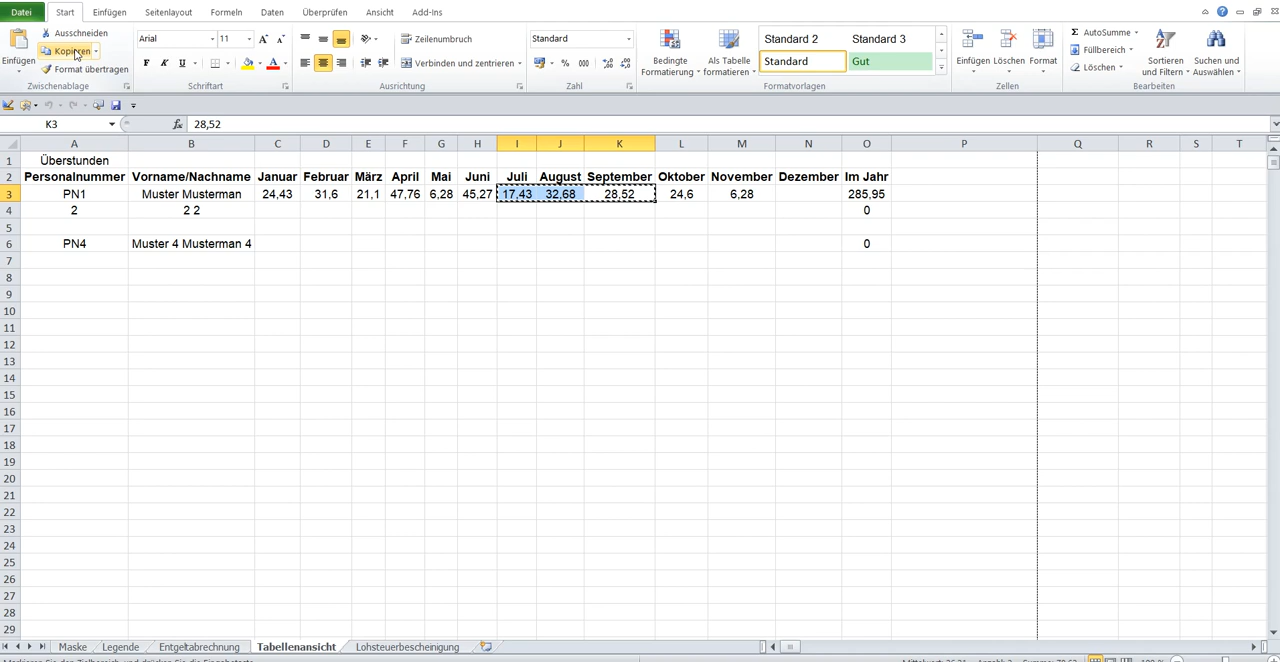 Datei Start Einfügen Seitenlayout Formeln Daten Überprüfen Ansicht Add-Ins
Ausschneiden
Kopieren
Format übertragen
Einfügen
Zwischenablage
Arial 11
F K U
Schriftart
Zeilenumbruch
Verbinden und zentrieren
Ausrichtung
Standard
% 000
Zahl
Bedingte Formatierung
Als Tabelle formatieren
Standard 2 Standard 3
Standard Gut
Formatvorlagen
Einfügen Löschen Format
Zellen
Σ AutoSumme
Füllbereich
Löschen
Sortieren und Filtern
Suchen und Auswählen
Bearbeiten
K3 fx 28,52
A B C D E F G H I J K L M N O P Q R S T
1 Überstunden
2 Personalnummer Vorname/Nachname Januar Februar März April Mai Juni Juli August September Oktober November Dezember Im Jahr
3 PN1 Muster Musterman 24,43 31,6 21,1 47,76 6,28 45,27 17,43 32,68 28,52 24,6 6,28 285,95
4 2 2 2 0
5
6 PN4 Muster 4 Musterman 4 0
7
8
9
10
11
12
13
14
15
16
17
18
19
20
21
22
23
24
25
26
27
28
29
Maske Legende Entgeltabrechnung Tabellenansicht Lohsteuerbescheinigung